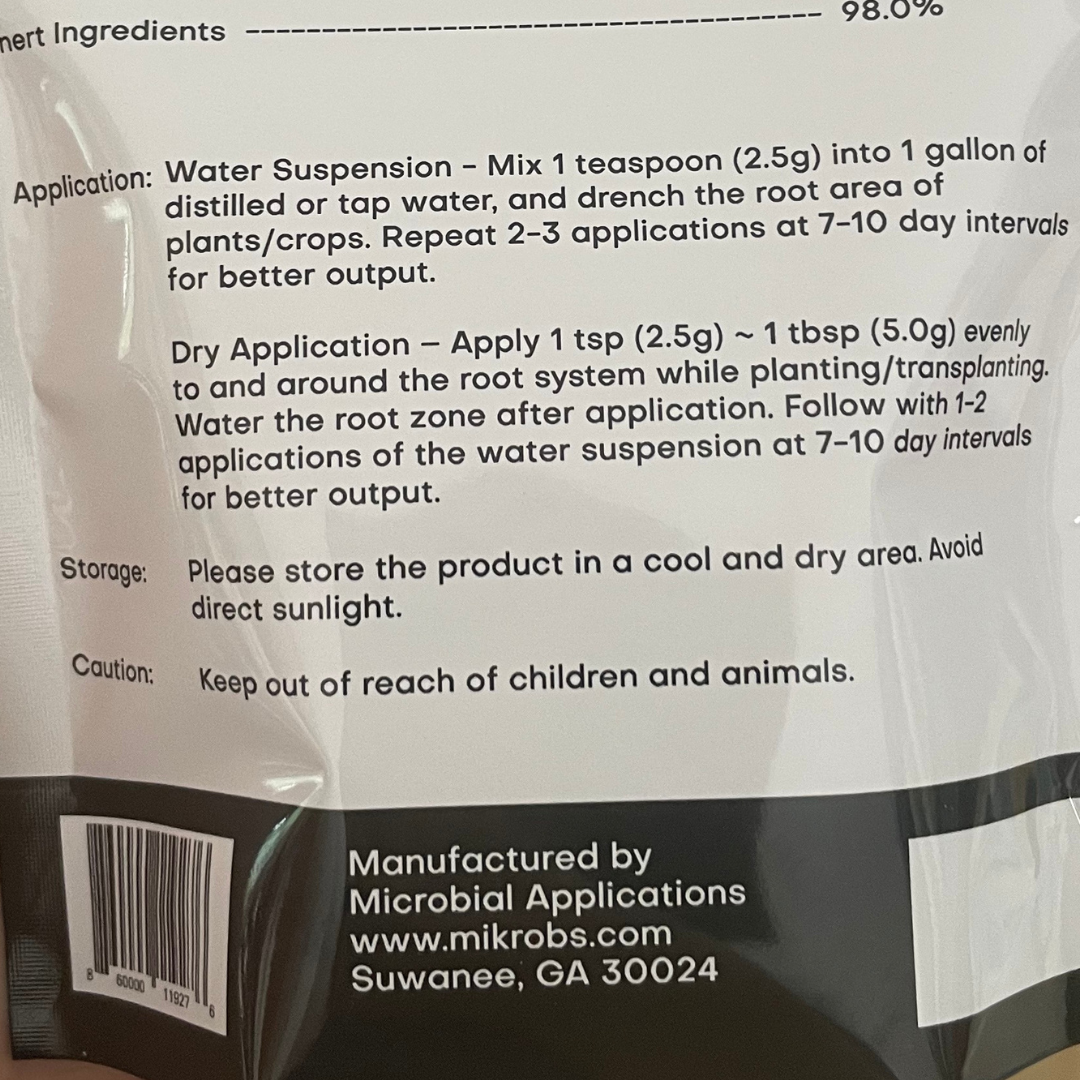 Ingredients ---------------------------------------- 98.0%
Application: Water Suspension - Mix 1 teaspoon (2.5g) into 1 gallon of
distilled or tap water, and drench the root area of
plants/crops. Repeat 2-3 applications at 7-10 day intervals
for better output.
Dry Application - Apply 1 tsp (2.5g) ~ 1 tbsp (5.0g) evenly
to and around the root system while planting/transplanting.
Water the root zone after application. Follow with 1-2
applications of the water suspension at 7-10 day intervals
for better output.
Storage: Please store the product in a cool and dry area. Avoid
direct sunlight.
Caution: Keep out of reach of children and animals.
Manufactured by
Microbial Applications
www.mikrobs.com
Suwanee, GA 30024
8 60000 11927 6